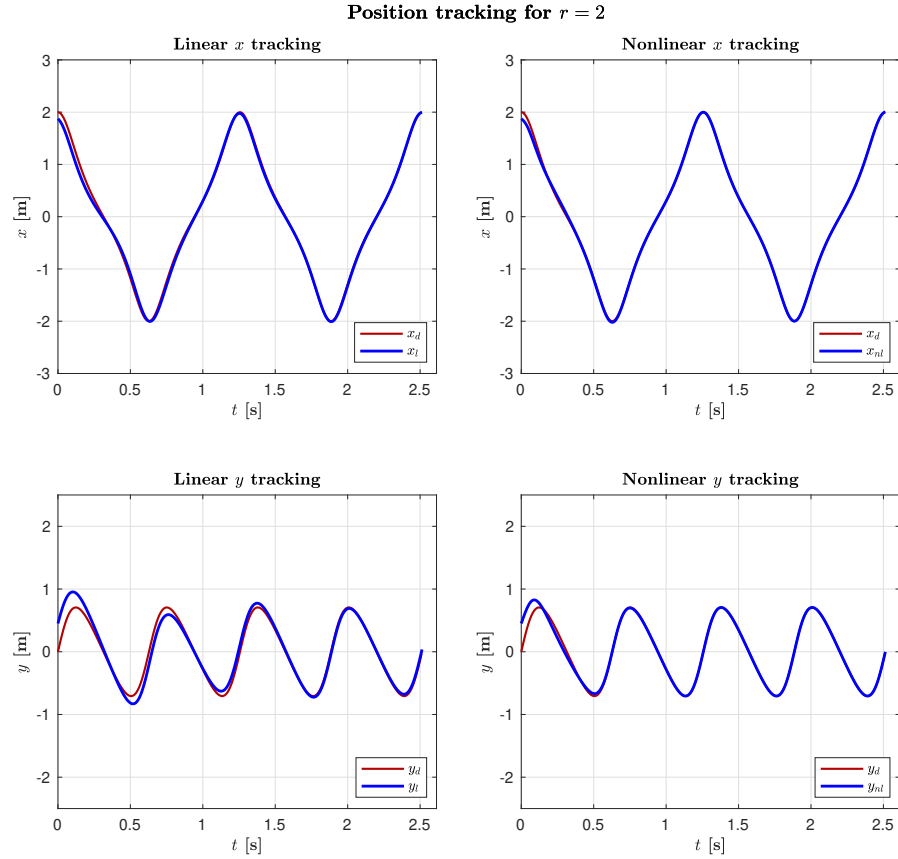 Position tracking for r = 2
Linear x tracking
3
2
1
0
-1
-2
-3
x [m]
0 0.5 1 1.5 2 2.5
t [s]
x_d
x_l
Nonlinear x tracking
3
2
1
0
-1
-2
-3
x [m]
0 0.5 1 1.5 2 2.5
t [s]
x_d
x_{nl}
Linear y tracking
2
1
0
-1
-2
y [m]
0 0.5 1 1.5 2 2.5
t [s]
y_d
y_l
Nonlinear y tracking
2
1
0
-1
-2
y [m]
0 0.5 1 1.5 2 2.5
t [s]
y_d
y_{nl}